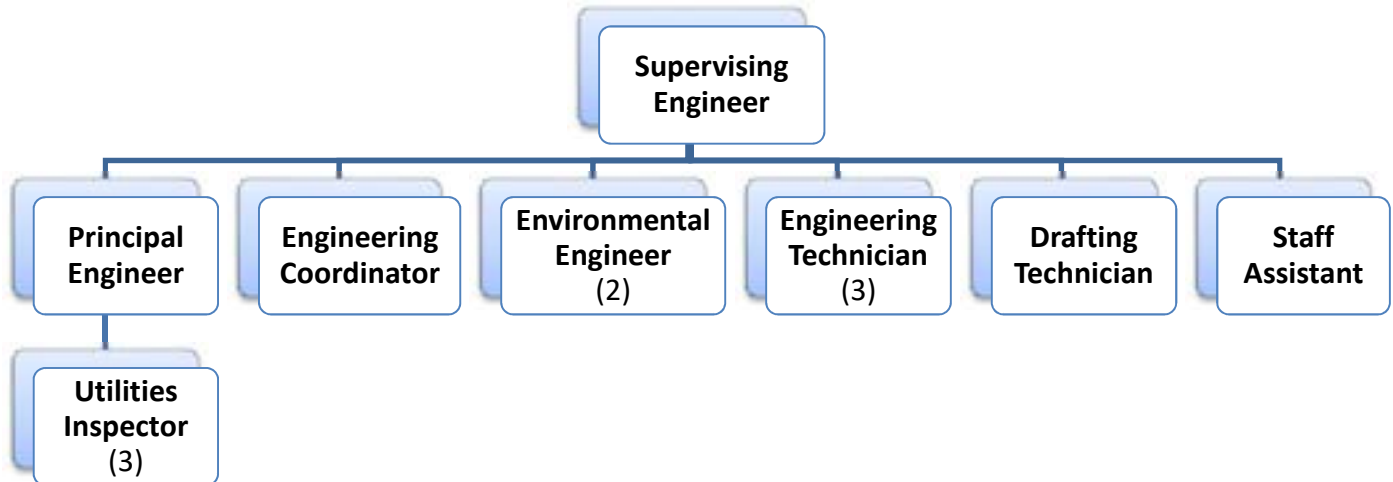 Supervising
Engineer
Principal
Engineer
Engineering
Coordinator
Environmental
Engineer
(2)
Engineering
Technician
(3)
Drafting
Technician
Staff
Assistant
Utilities
Inspector
(3)